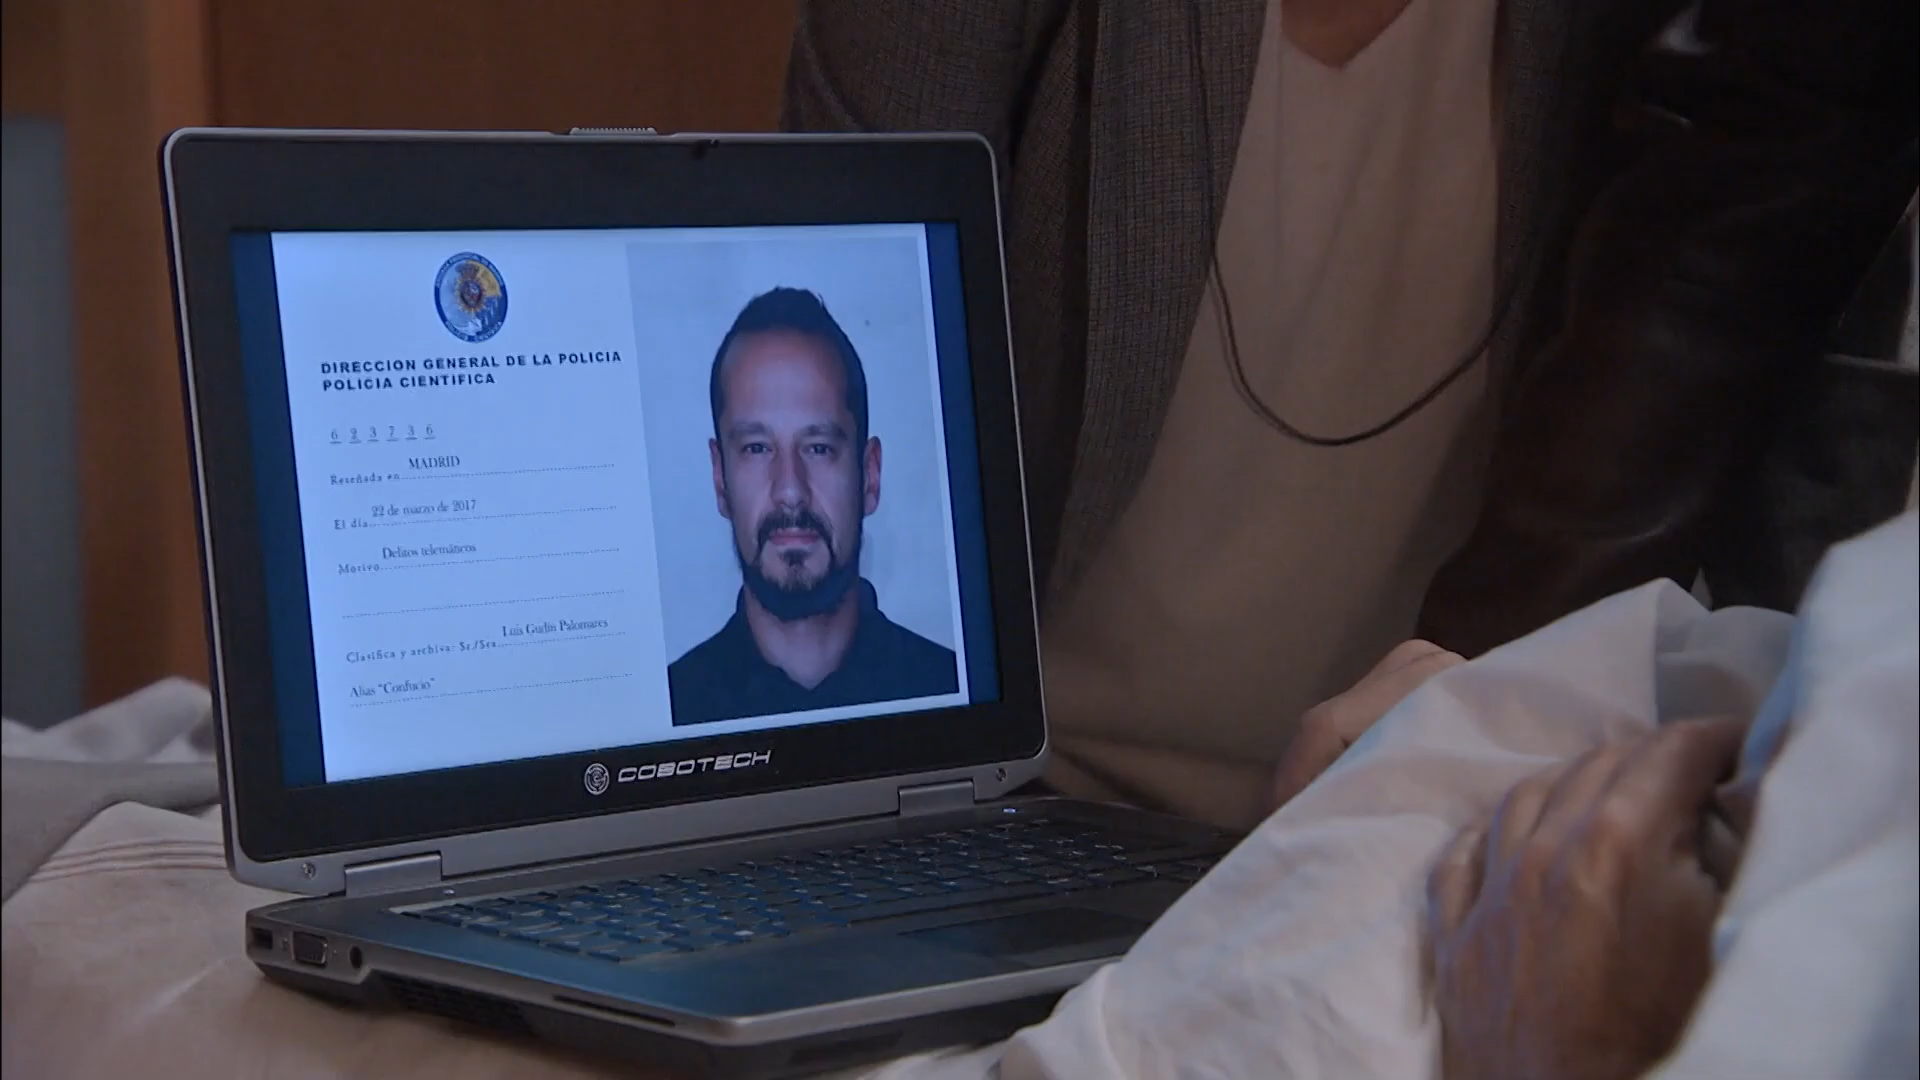 DIRECCION GENERAL DE LA POLICIA
POLICIA CIENTIFICA
6 2 3 7 3 6
Reseñada en MADRID
El día 22 de marzo de 2017
Motivo Delitos telemáticos
Clasifica y archiva: Sr./Sra Luis Gudín Palomares
Alias "Confucio"
COBOTECH